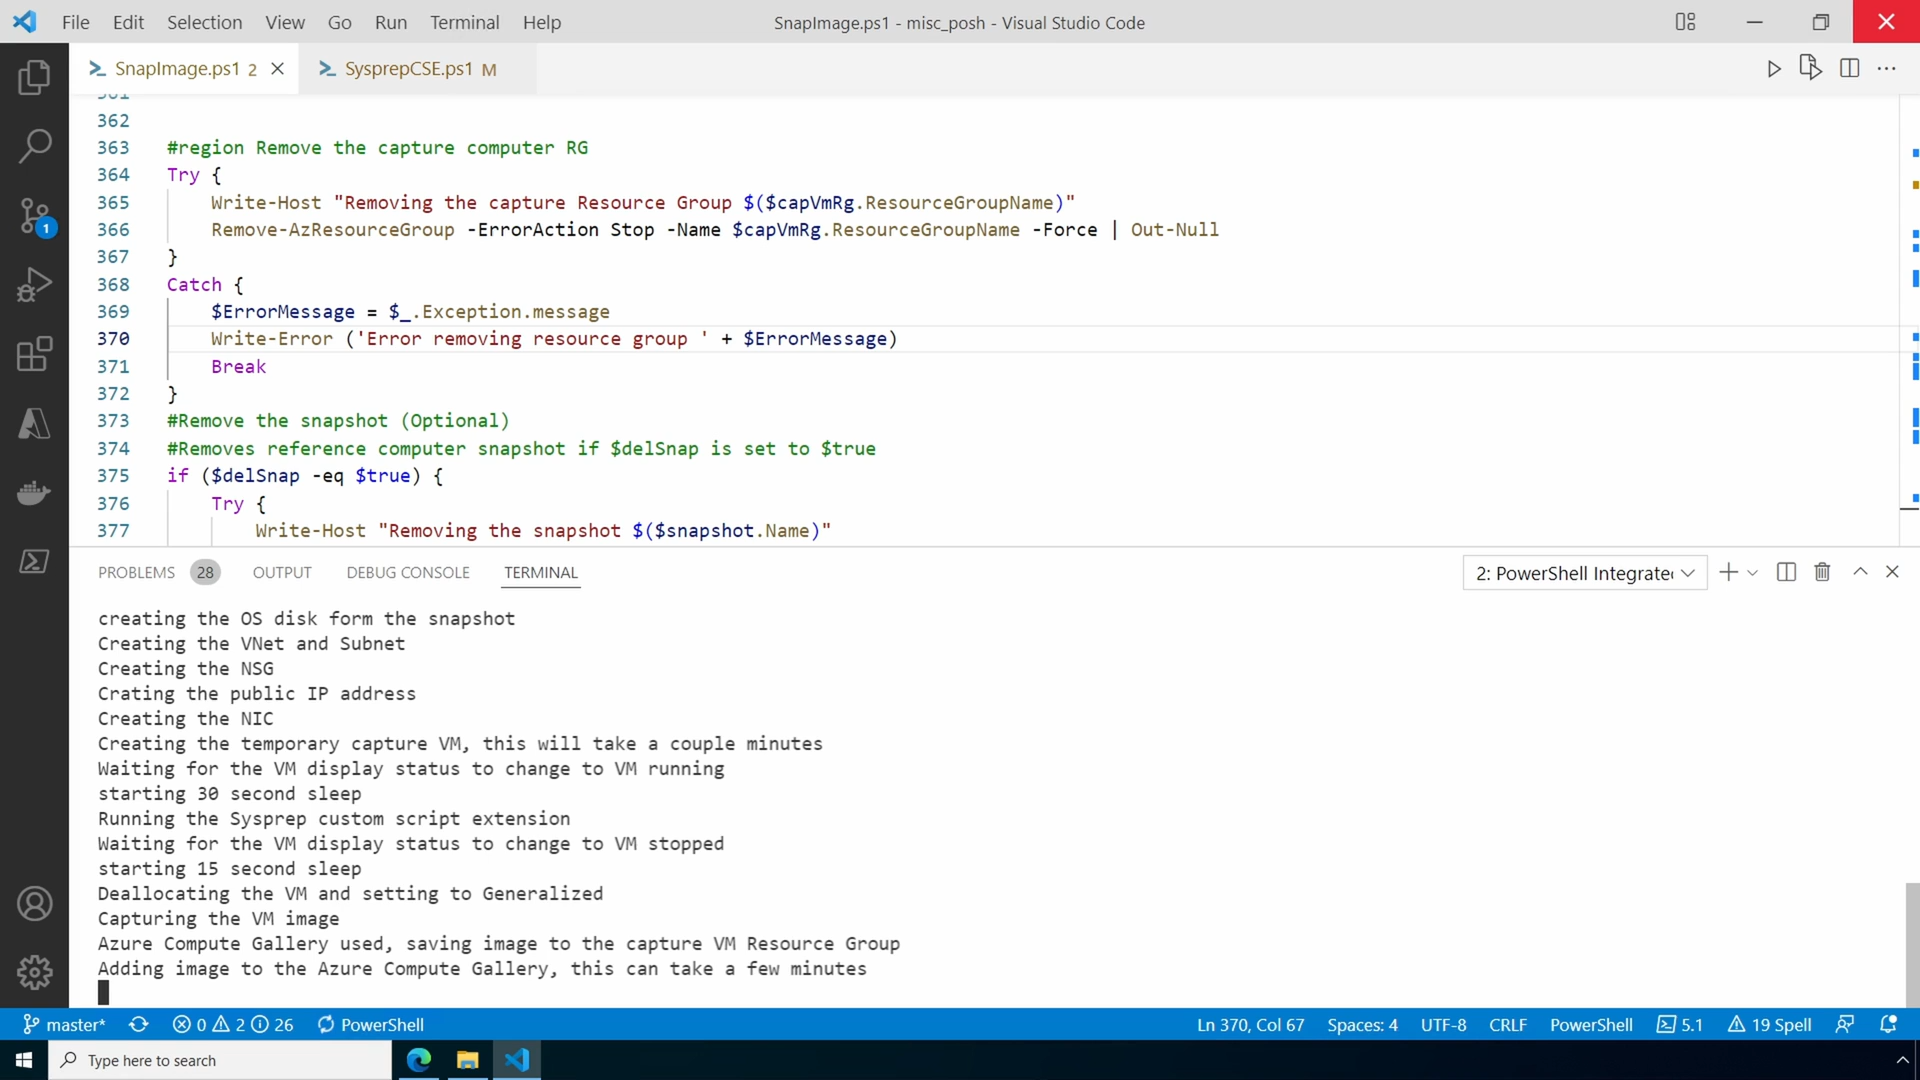 File Edit Selection View Go Run Terminal Help SnapImage.ps1 - misc_posh - Visual Studio Code
SnapImage.ps1 2 SysprepCSE.ps1 M
361
362
363 #region Remove the capture computer RG
364 Try {
365 Write-Host "Removing the capture Resource Group $($capVmRg.ResourceGroupName)"
366 Remove-AzResourceGroup -ErrorAction Stop -Name $capVmRg.ResourceGroupName -Force | Out-Null
367 }
368 Catch {
369 $ErrorMessage = $_.Exception.message
370 Write-Error ('Error removing resource group ' + $ErrorMessage)
371 Break
372 }
373 #Remove the snapshot (Optional)
374 #Removes reference computer snapshot if $delSnap is set to $true
375 if ($delSnap -eq $true) {
376 Try {
377 Write-Host "Removing the snapshot $($snapshot.Name)"
1
PROBLEMS 28 OUTPUT DEBUG CONSOLE TERMINAL 2: PowerShell Integrate
creating the OS disk form the snapshot
Creating the VNet and Subnet
Creating the NSG
Crating the public IP address
Creating the NIC
Creating the temporary capture VM, this will take a couple minutes
Waiting for the VM display status to change to VM running
starting 30 second sleep
Running the Sysprep custom script extension
Waiting for the VM display status to change to VM stopped
starting 15 second sleep
Deallocating the VM and setting to Generalized
Capturing the VM image
Azure Compute Gallery used, saving image to the capture VM Resource Group
Adding image to the Azure Compute Gallery, this can take a few minutes
master* 0 2 26 PowerShell Ln 370, Col 67 Spaces: 4 UTF-8 CRLF PowerShell 5.1 19 Spell
Type here to search